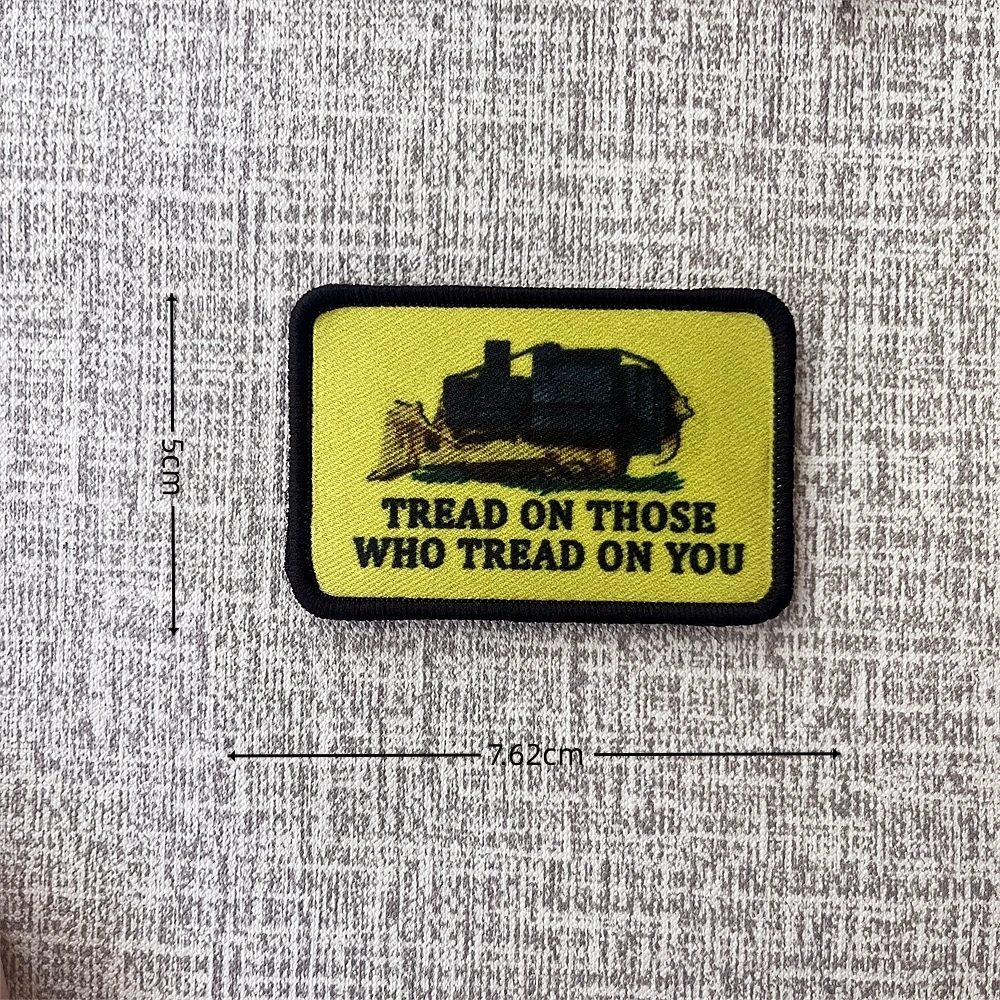 5cm
TREAD ON THOSE
WHO TREAD ON YOU
7.62cm